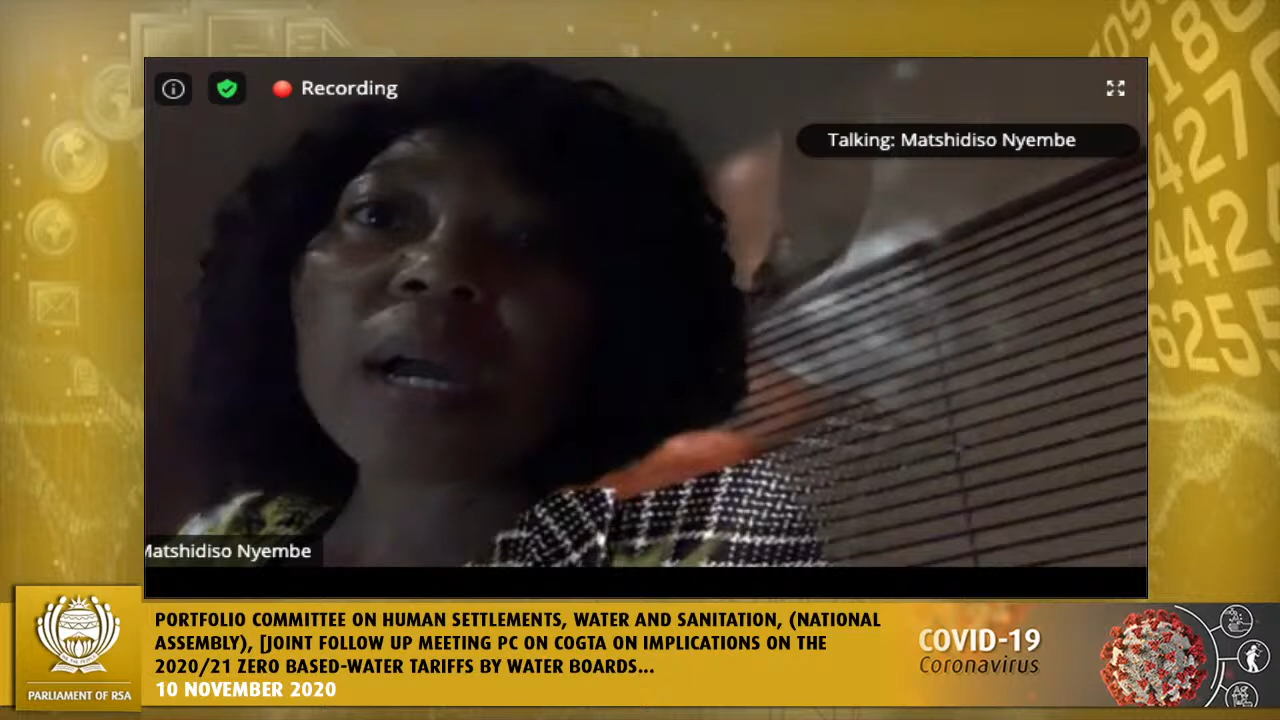 Recording
Talking: Matshidiso Nyembe
Matshidiso Nyembe
PORTFOLIO COMMITTEE ON HUMAN SETTLEMENTS, WATER AND SANITATION, (NATIONAL
ASSEMBLY), [JOINT FOLLOW UP MEETING PC ON COGTA ON IMPLICATIONS ON THE
2020/21 ZERO BASED-WATER TARIFFS BY WATER BOARDS...
10 NOVEMBER 2020
PARLIAMENT OF RSA
COVID-19
Coronavirus
6255